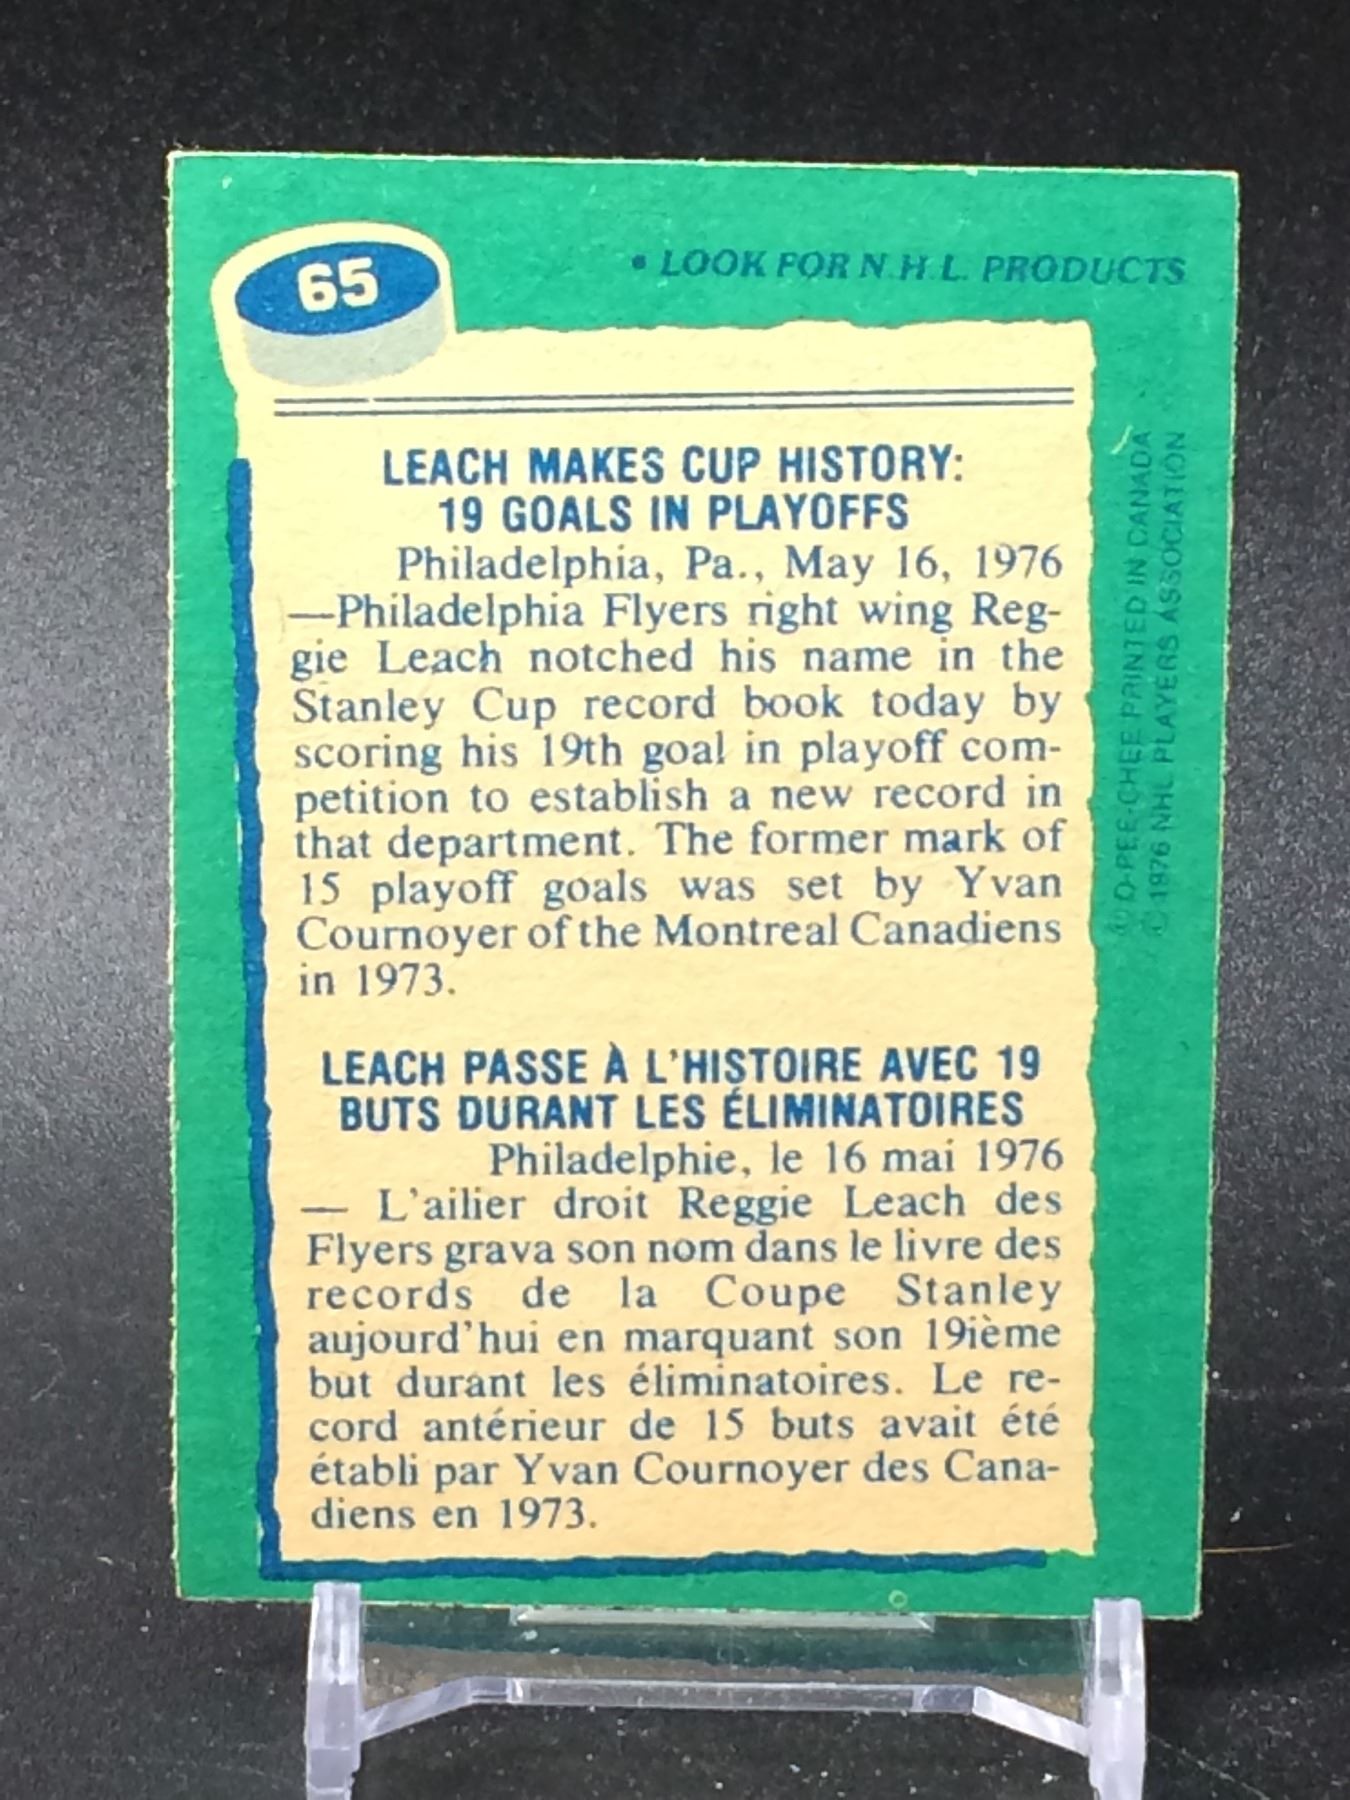 65
• LOOK FOR N.H.L. PRODUCTS
LEACH MAKES CUP HISTORY:
19 GOALS IN PLAYOFFS
Philadelphia, Pa., May 16, 1976
—Philadelphia Flyers right wing Reg-
gie Leach notched his name in the
Stanley Cup record book today by
scoring his 19th goal in playoff com-
petition to establish a new record in
that department. The former mark of
15 playoff goals was set by Yvan
Cournoyer of the Montreal Canadiens
in 1973.
LEACH PASSE À L'HISTOIRE AVEC 19
BUTS DURANT LES ÉLIMINATOIRES
Philadelphie, le 16 mai 1976
— L'ailier droit Reggie Leach des
Flyers grava son nom dans le livre des
records de la Coupe Stanley
aujourd'hui en marquant son 19ième
but durant les éliminatoires. Le re-
cord antérieur de 15 buts avait été
établi par Yvan Cournoyer des Cana-
diens en 1973.
© O-PEE-CHEE PRINTED IN CANADA
© 1976 NHL PLAYERS ASSOCIATION